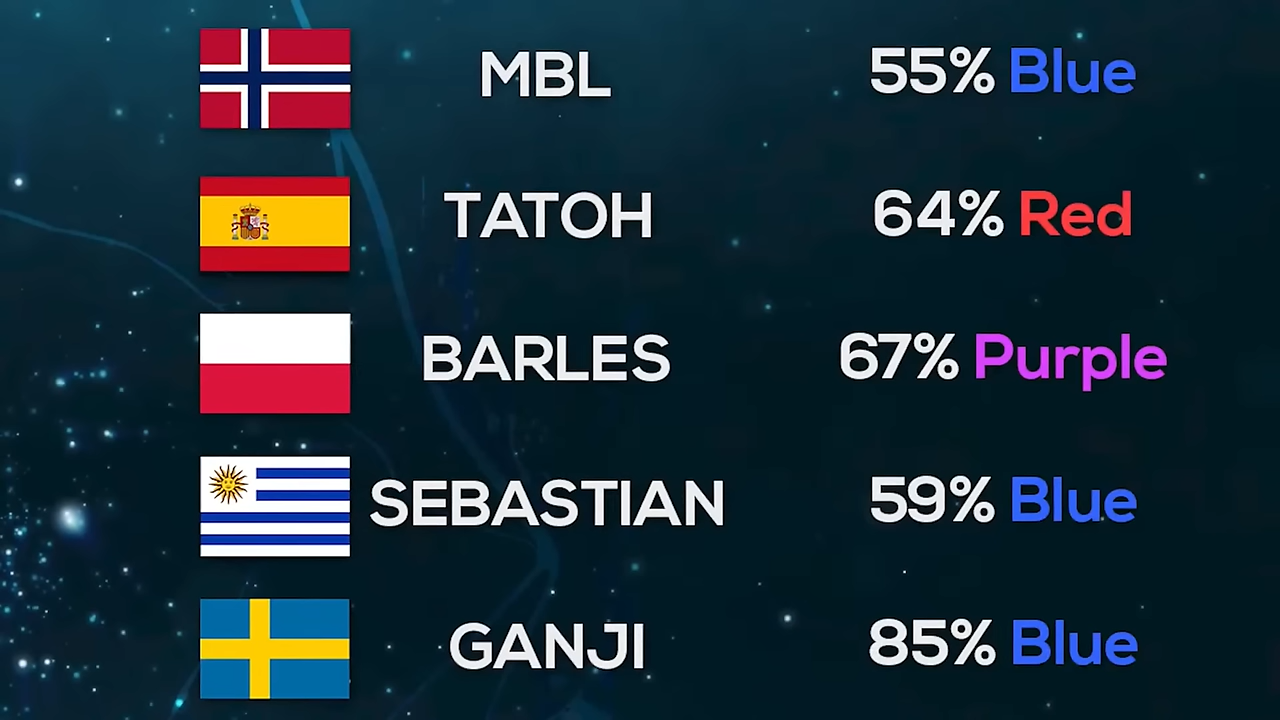 MBL 55% Blue
TATOH 64% Red
BARLES 67% Purple
SEBASTIAN 59% Blue
GANJI 85% Blue